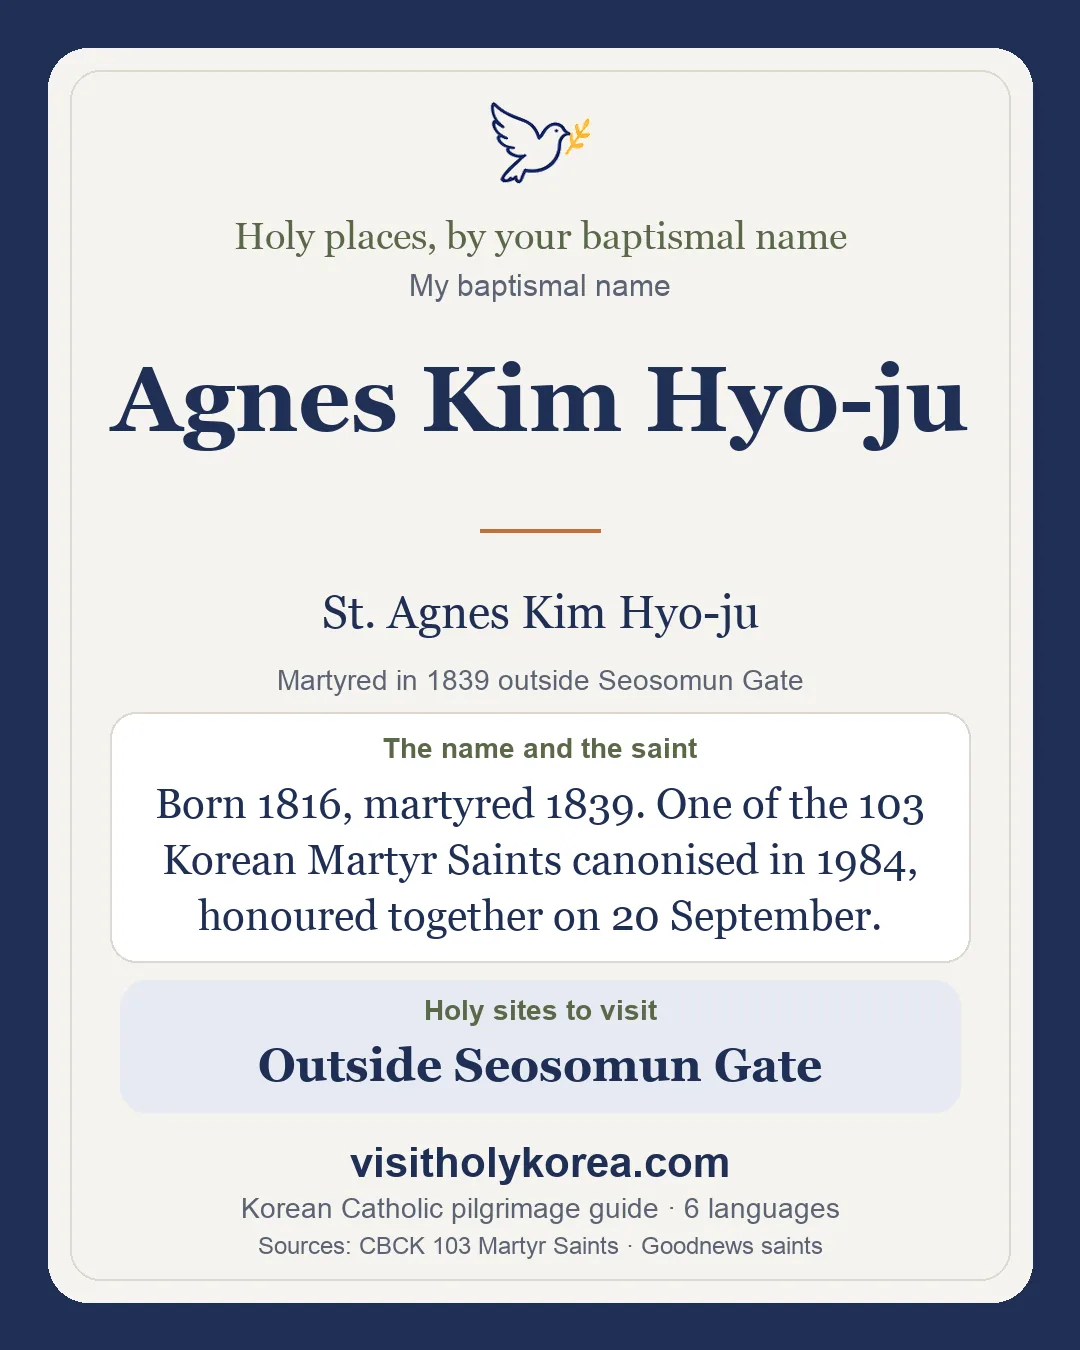 Holy places, by your baptismal name
My baptismal name
Agnes Kim Hyo-ju
St. Agnes Kim Hyo-ju
Martyred in 1839 outside Seosomun Gate
The name and the saint
Born 1816, martyred 1839. One of the 103
Korean Martyr Saints canonised in 1984,
honoured together on 20 September.
Holy sites to visit
Outside Seosomun Gate
visitholykorea.com
Korean Catholic pilgrimage guide · 6 languages
Sources: CBCK 103 Martyr Saints · Goodnews saints